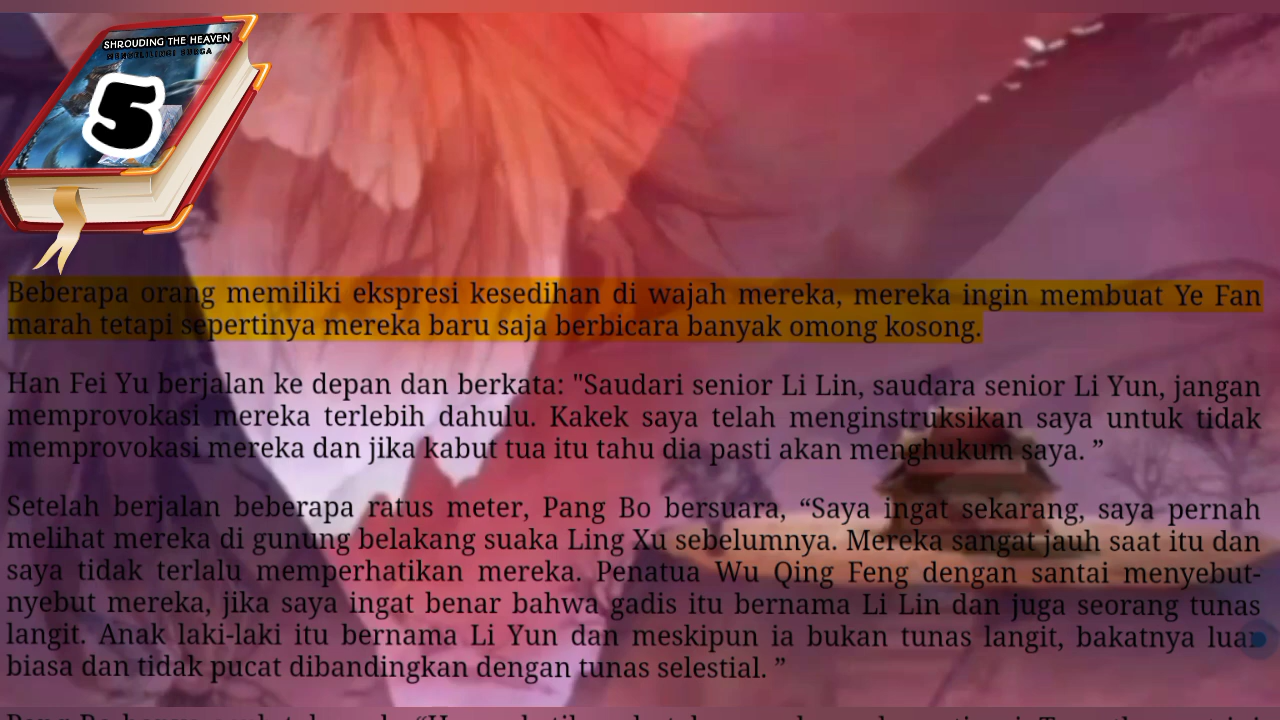 SHROUDING THE HEAVEN
5
Beberapa orang memiliki ekspresi kesedihan di wajah mereka, mereka ingin membuat Ye Fan
marah tetapi sepertinya mereka baru saja berbicara banyak omong kosong.
Han Fei Yu berjalan ke depan dan berkata: "Saudari senior Li Lin, saudara senior Li Yun, jangan
memprovokasi mereka terlebih dahulu. Kakek saya telah menginstruksikan saya untuk tidak
memprovokasi mereka dan jika kabut tua itu tahu dia pasti akan menghukum saya. ”
Setelah berjalan beberapa ratus meter, Pang Bo bersuara, “Saya ingat sekarang, saya pernah
melihat mereka di gunung belakang suaka Ling Xu sebelumnya. Mereka sangat jauh saat itu dan
saya tidak terlalu memperhatikan mereka. Penatua Wu Qing Feng dengan santai menyebut-
nyebut mereka, jika saya ingat benar bahwa gadis itu bernama Li Lin dan juga seorang tunas
langit. Anak laki-laki itu bernama Li Yun dan meskipun ia bukan tunas langit, bakatnya luar
biasa dan tidak pucat dibandingkan dengan tunas selestial. ”